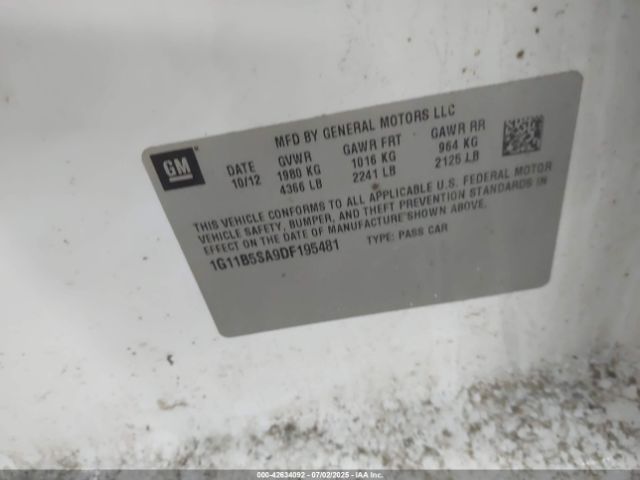 MFD BY GENERAL MOTORS LLC
GM
DATE GVWR GAWR FRT GAWR RR
10/12 1980 KG 1016 KG 964 KG
4366 LB 2241 LB 2125 LB
THIS VEHICLE CONFORMS TO ALL APPLICABLE U.S. FEDERAL MOTOR
VEHICLE SAFETY, BUMPER, AND THEFT PREVENTION STANDARDS IN
EFFECT ON THE DATE OF MANUFACTURE SHOWN ABOVE.
1G11B5SA9DF195481 TYPE: PASS CAR
000-42634092 - 07/02/2025 - IAAI.COM